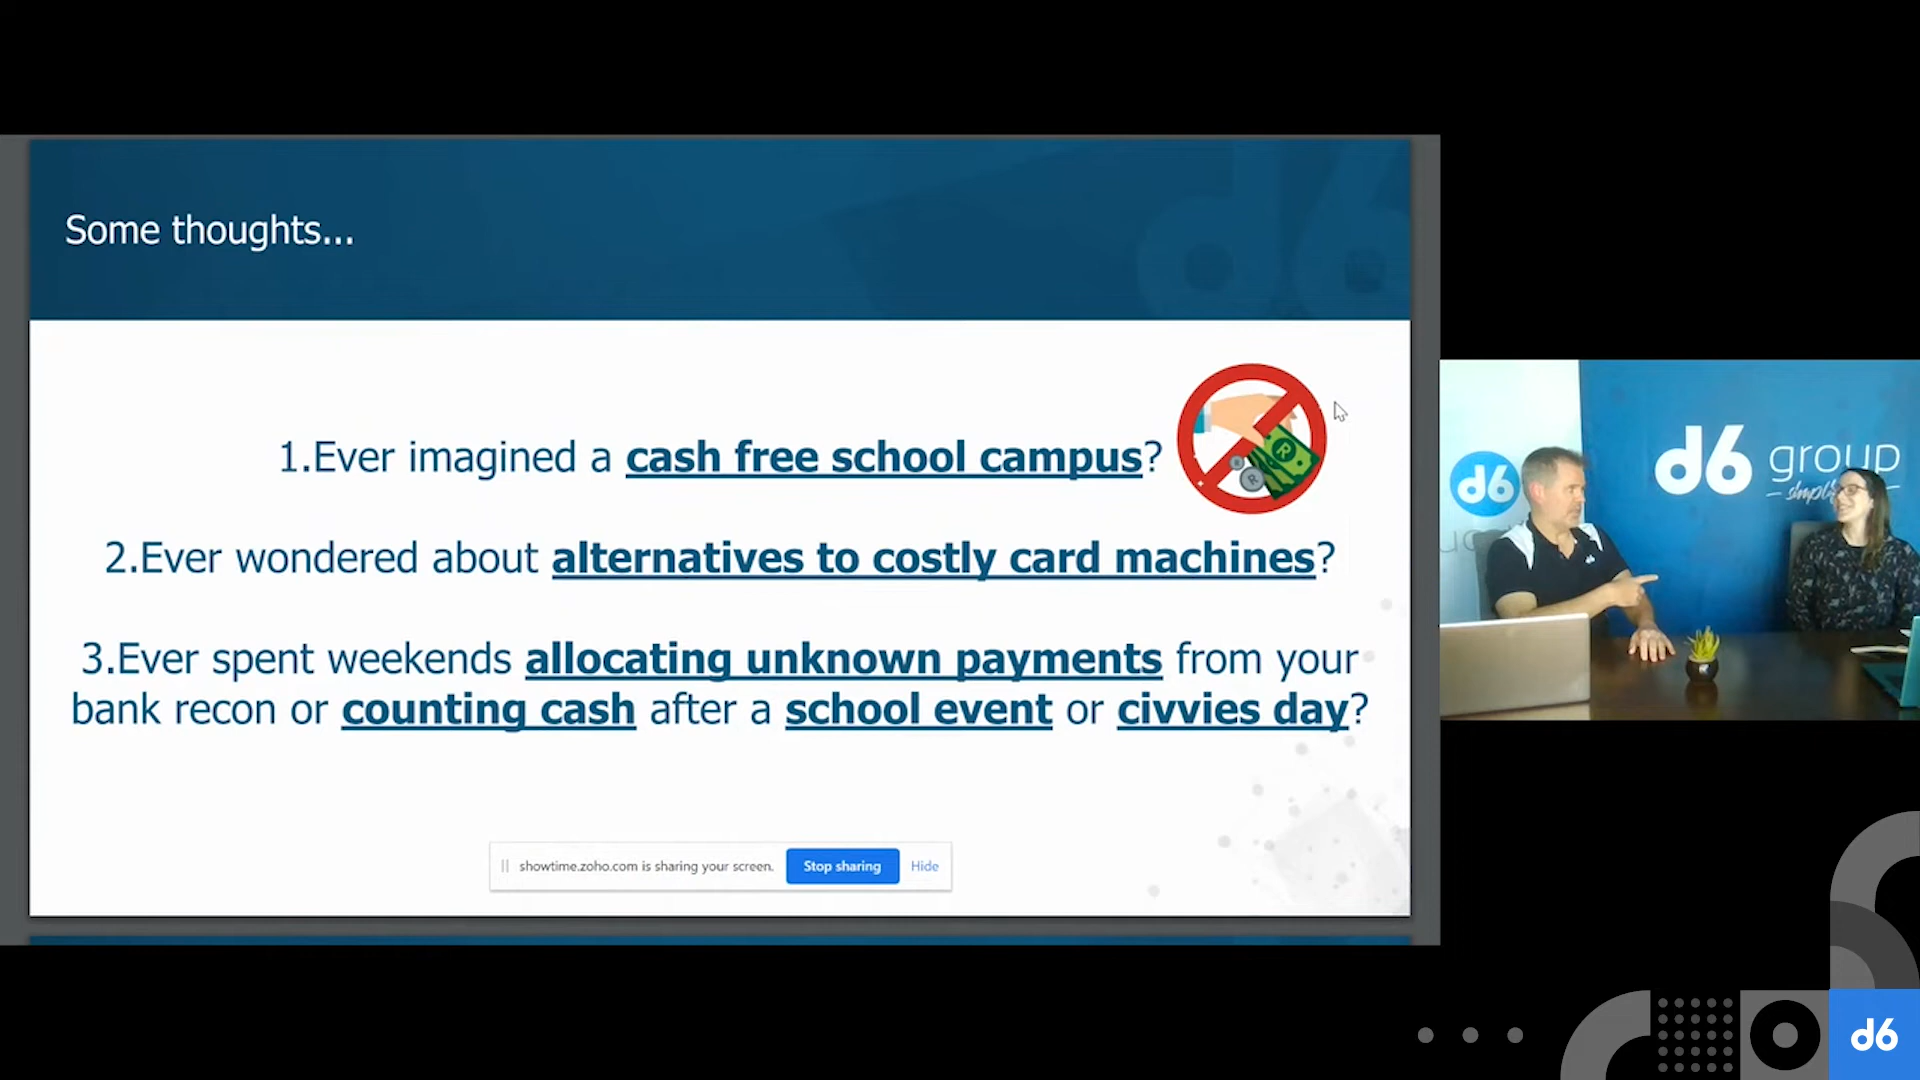 Some thoughts...
1.Ever imagined a cash free school campus?
R
R
2.Ever wondered about alternatives to costly card machines?
3.Ever spent weekends allocating unknown payments from your
bank recon or counting cash after a school event or civvies day?
showtime.zoho.com is sharing your screen.
Stop sharing
Hide
d6
d6 group
d6